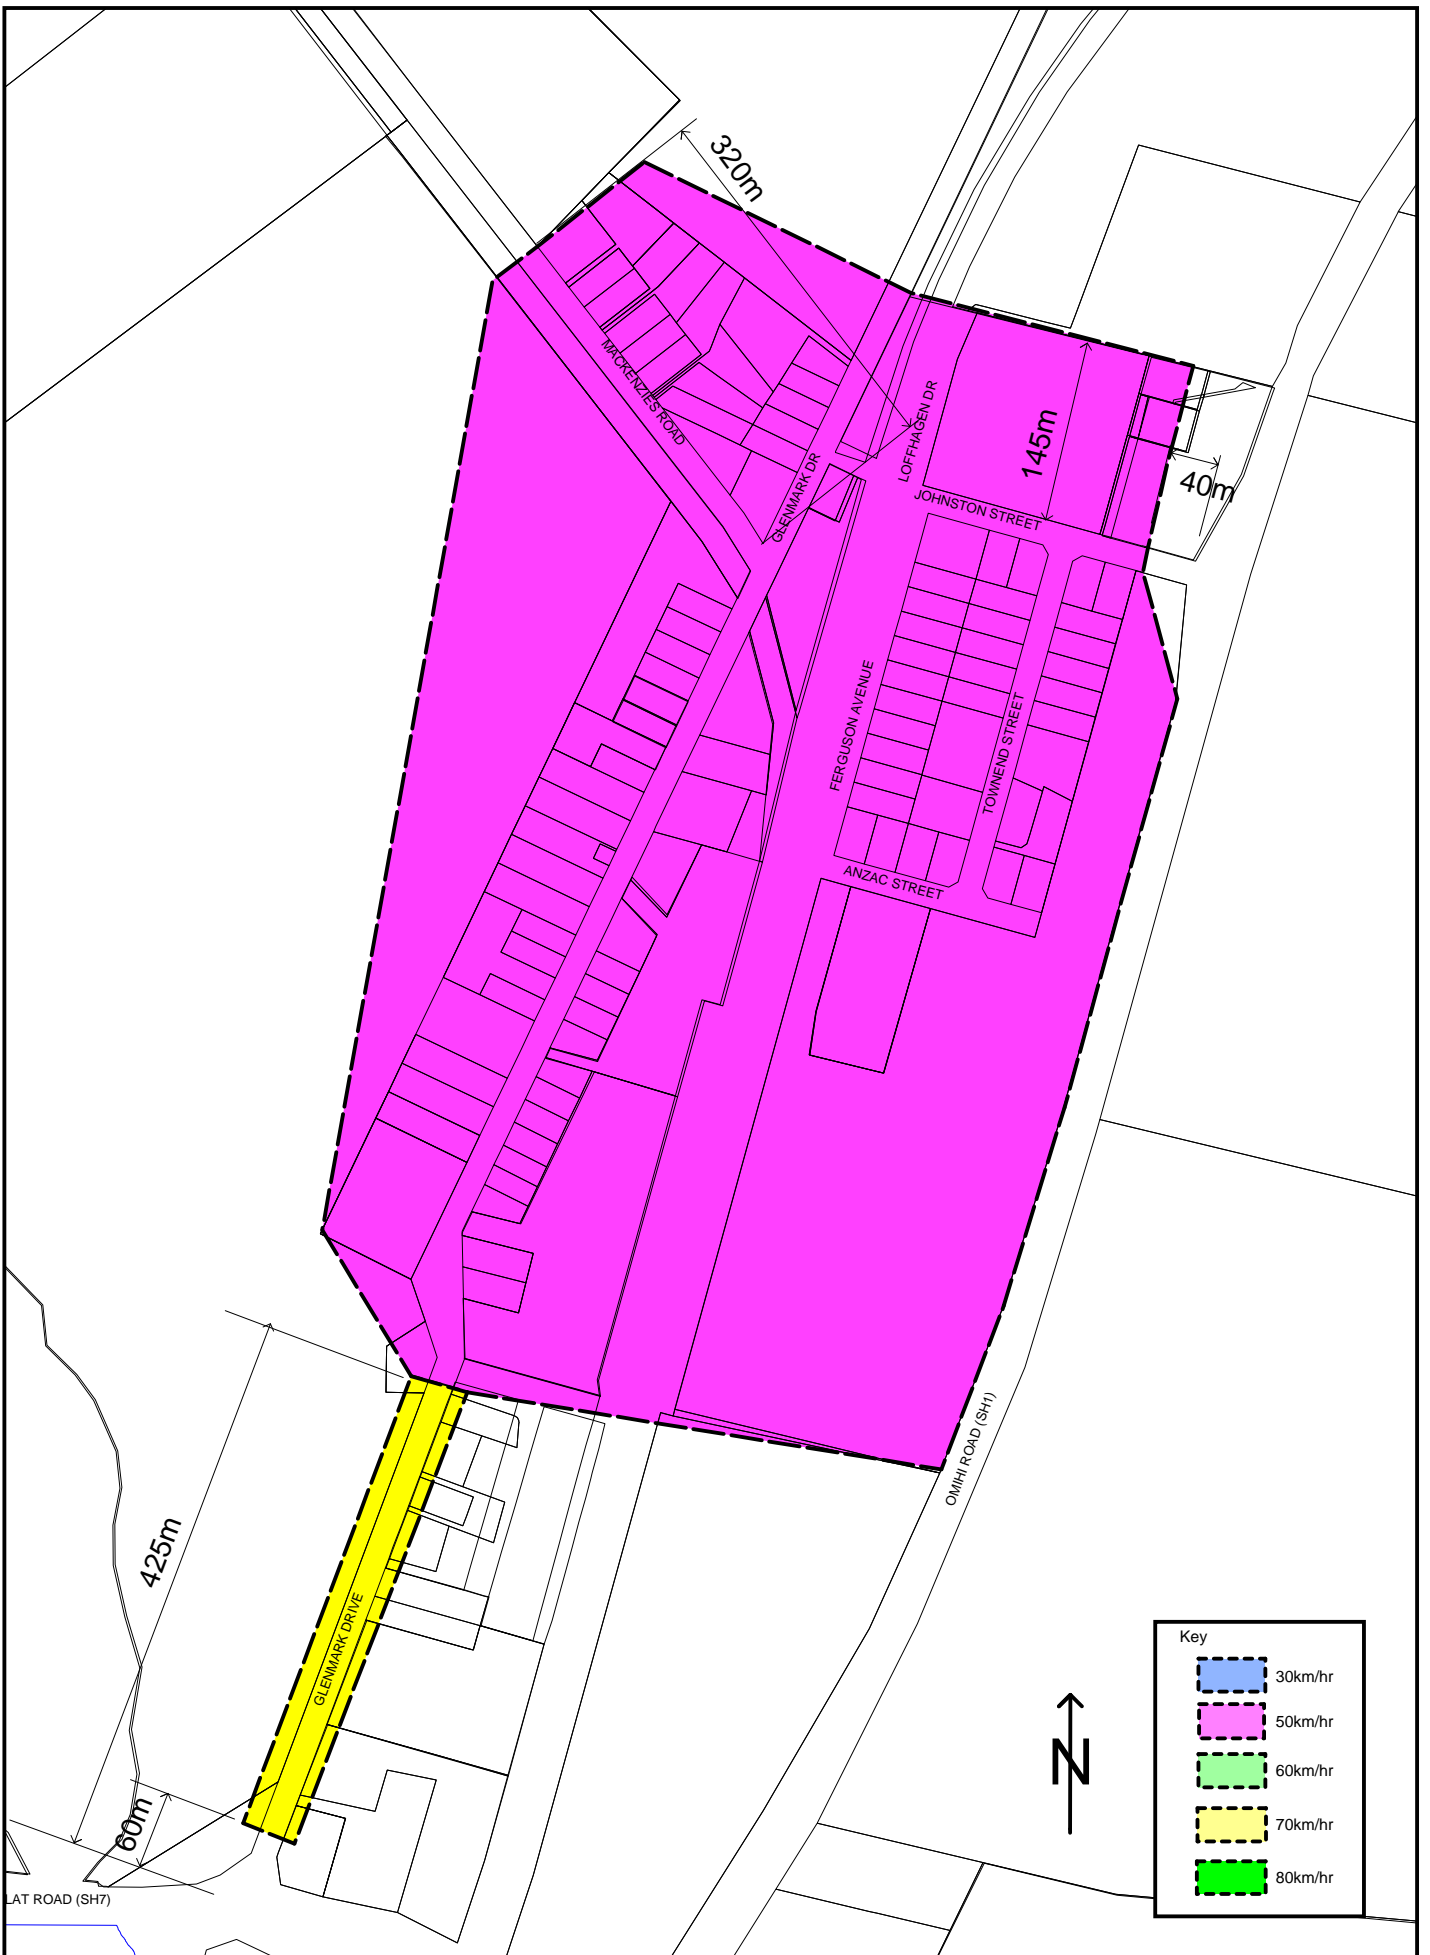 320m
MACKENZIES ROAD
GLENMARK DR
LOFFHAGEN DR
145m
40m
JOHNSTON STREET
FERGUSON AVENUE
TOWNEND STREET
ANZAC STREET
OMIHI ROAD (SH1)
425m
GLENMARK DRIVE
60m
LAT ROAD (SH7)
N
Key
30km/hr
50km/hr
60km/hr
70km/hr
80km/hr